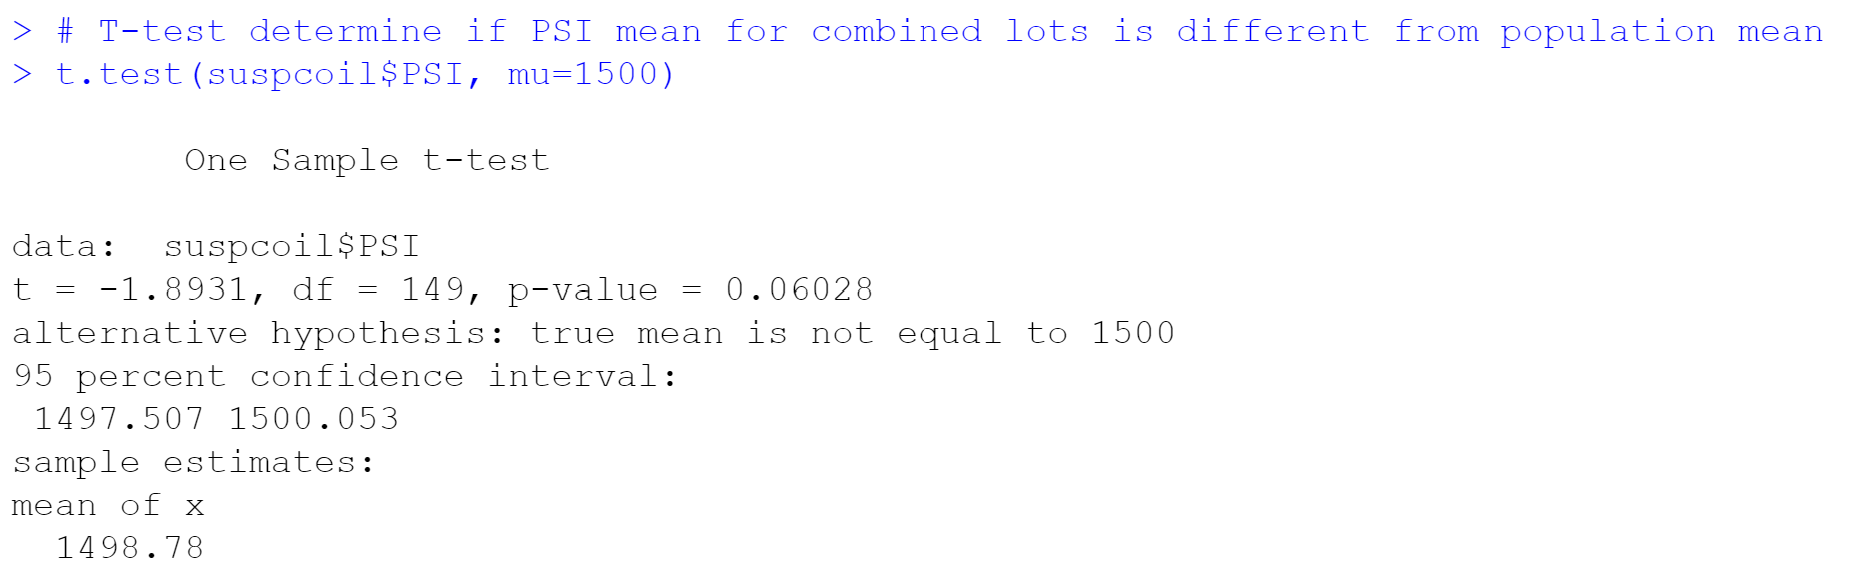 > # T-test determine if PSI mean for combined lots is different from population mean
> t.test(suspcoil$PSI, mu=1500)
One Sample t-test
data:  suspcoil$PSI
t = -1.8931, df = 149, p-value = 0.06028
alternative hypothesis: true mean is not equal to 1500
95 percent confidence interval:
1497.507 1500.053
sample estimates:
mean of x
1498.78